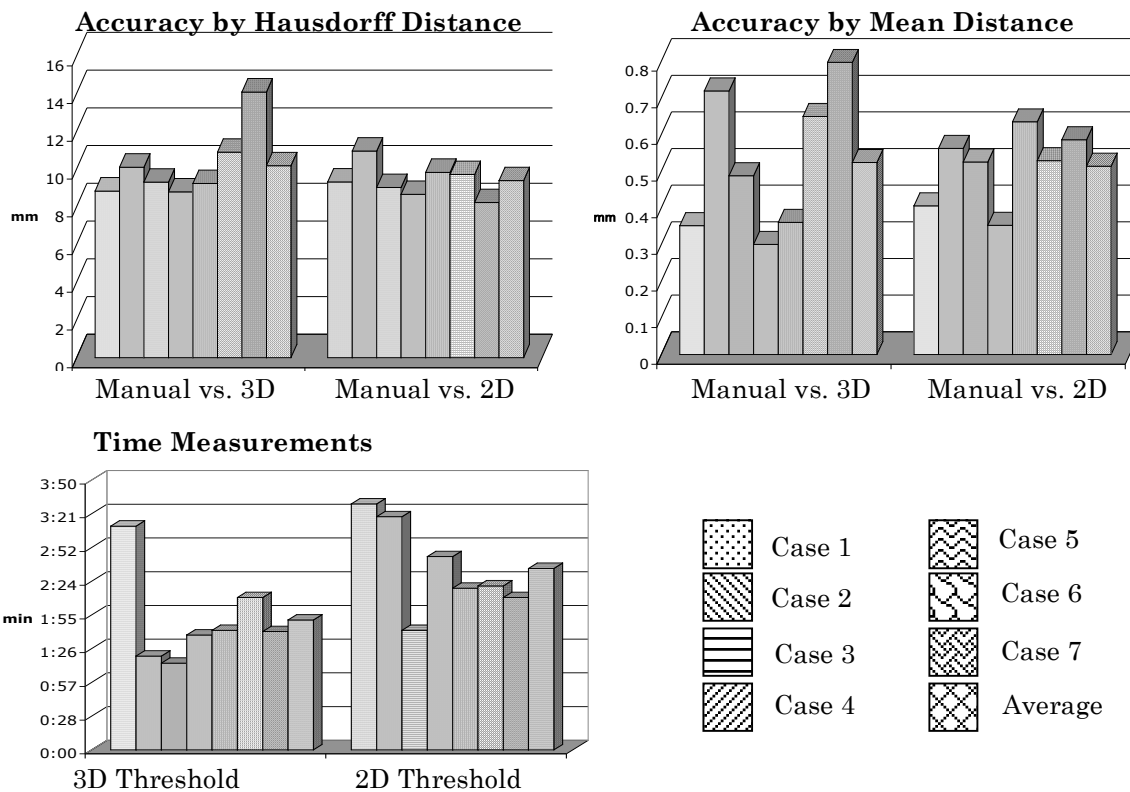 Accuracy by Hausdorff Distance
16
14
12
10
8
6
4
2
0
mm
Manual vs. 3D
Manual vs. 2D
Accuracy by Mean Distance
0.8
0.7
0.6
0.5
0.4
0.3
0.2
0.1
0
mm
Manual vs. 3D
Manual vs. 2D
Time Measurements
3:50
3:21
2:52
2:24
1:55
1:26
0:57
0:28
0:00
min
3D Threshold
2D Threshold
Case 1
Case 2
Case 3
Case 4
Case 5
Case 6
Case 7
Average